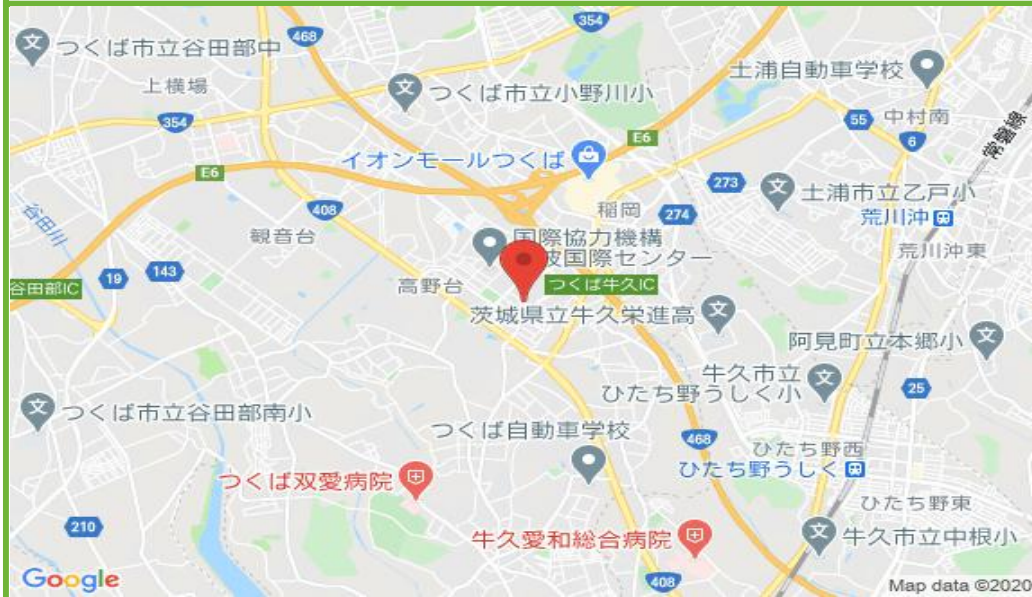 354
468
つくば市立谷田部中
土浦自動車学校
上横場
つくば市立小野川小
354
55
中村南
6
常磐線
E6
イオンモールつくば
E6
273
土浦市立乙戸小
408
稲岡
274
荒川沖
谷田川
観音台
国際協力機構
波国際センター
荒川沖東
143
19
高野台
つくば牛久IC
谷田部IC
茨城県立牛久栄進高
阿見町立本郷小
牛久市立
ひたち野うしく小
25
つくば市立谷田部南小
つくば自動車学校
468
ひたち野西
ひたち野うしく
つくば双愛病院
ひたち野東
210
牛久愛和総合病院
牛久市立中根小
Google
408
Map data ©2020